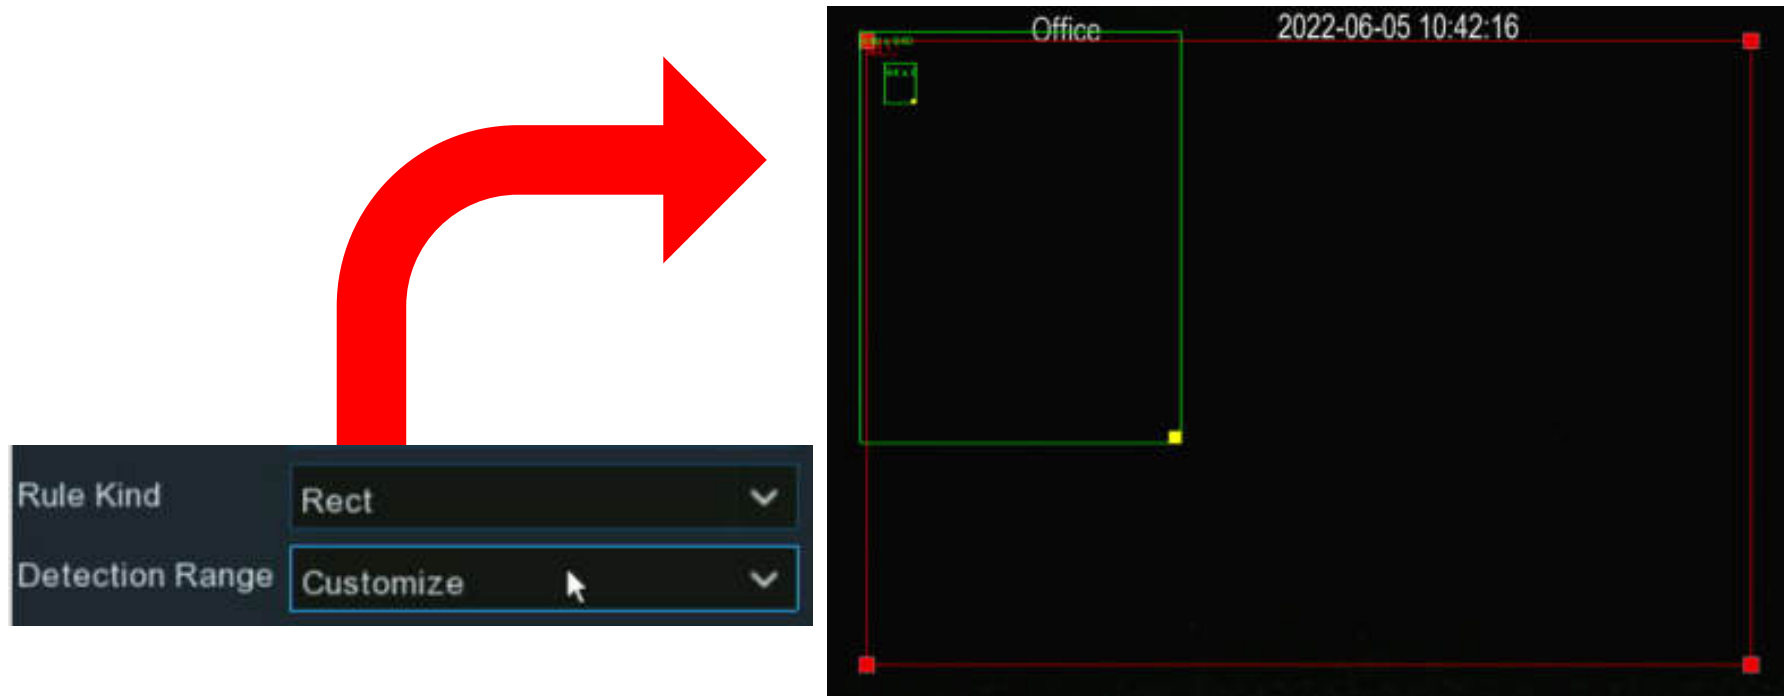 Office 2022-06-05 10:42:16
Rule Kind Rect
Detection Range Customize